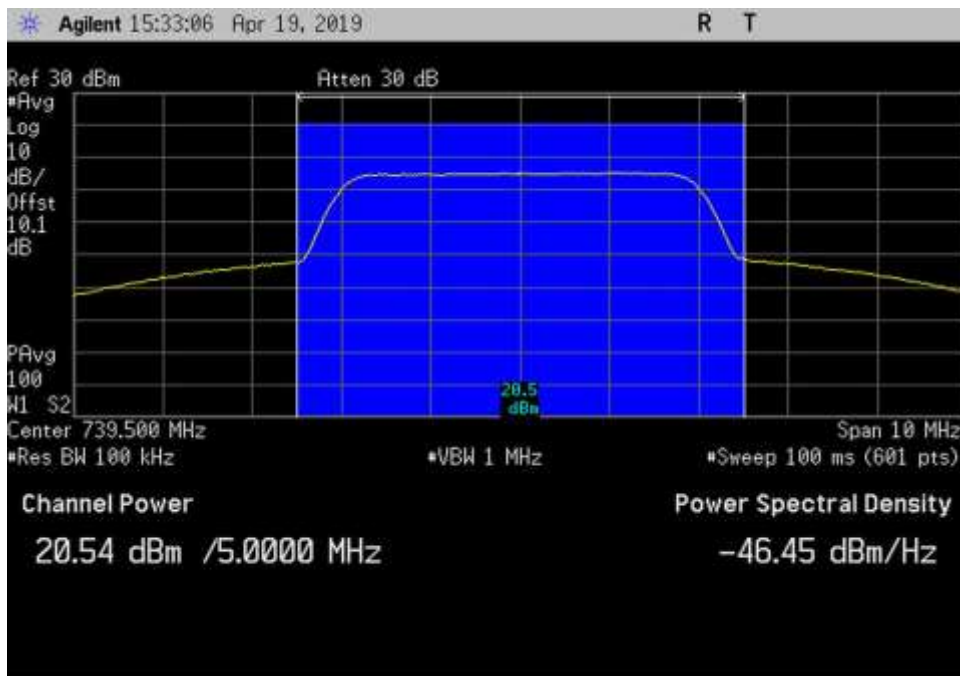 Agilent 15:33:06 Apr 19, 2019 R T
Ref 30 dBm Atten 30 dB
#Avg
Log
10
dB/
Offst
10.1
dB
PAvg
100
W1 S2
20.5
dBm
Center 739.500 MHz Span 10 MHz
#Res BW 100 kHz #VBW 1 MHz #Sweep 100 ms (601 pts)
Channel Power Power Spectral Density
20.54 dBm /5.0000 MHz -46.45 dBm/Hz